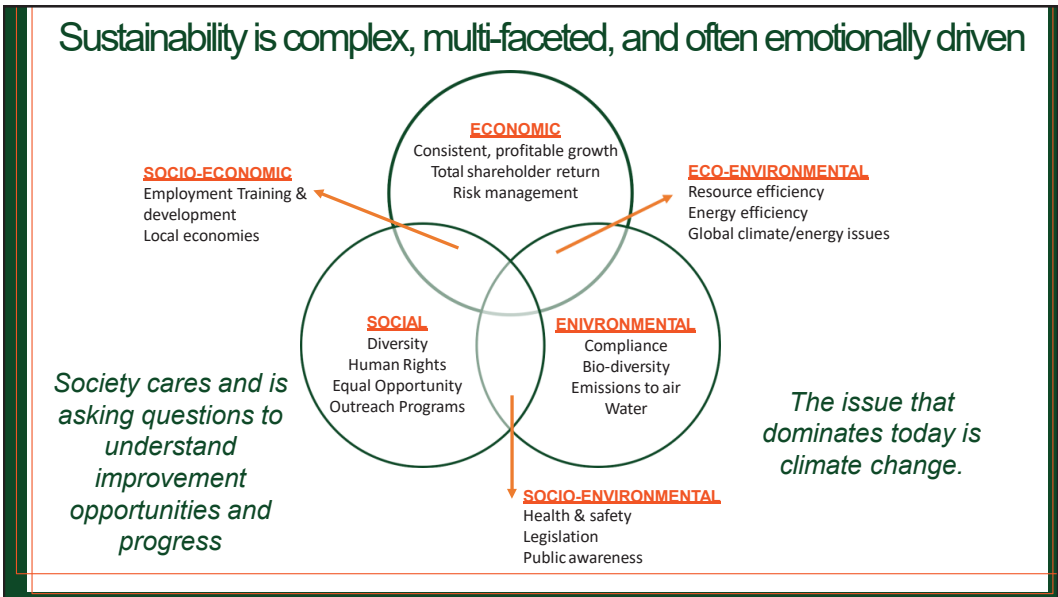 Sustainability is complex, multi-faceted, and often emotionally driven
ECONOMIC
Consistent, profitable growth
Total shareholder return
Risk management
SOCIO-ECONOMIC
Employment Training &
development
Local economies
ECO-ENVIRONMENTAL
Resource efficiency
Energy efficiency
Global climate/energy issues
SOCIAL
Diversity
Human Rights
Equal Opportunity
Outreach Programs
ENIVRONMENTAL
Compliance
Bio-diversity
Emissions to air
Water
Society cares and is
asking questions to
understand
improvement
opportunities and
progress
The issue that
dominates today is
climate change.
SOCIO-ENVIRONMENTAL
Health & safety
Legislation
Public awareness